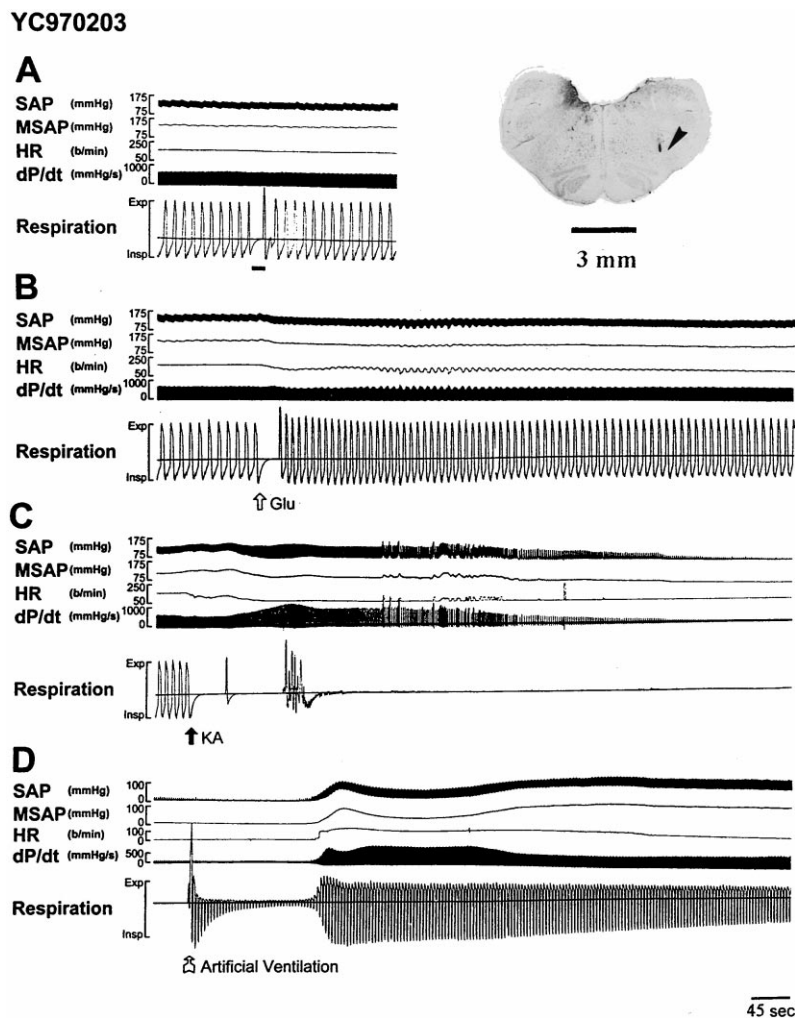 YC970203
A
SAP (mmHg) 175 75
MSAP (mmHg) 175 75
HR (b/min) 250 50
dP/dt (mmHg/s) 1000 0
Respiration Exp Insp
3 mm
B
SAP (mmHg) 175 75
MSAP (mmHg) 175 75
HR (b/min) 250 50
dP/dt (mmHg/s) 1000 0
Respiration Exp Insp
Glu
C
SAP (mmHg) 175 75
MSAP (mmHg) 175 75
HR (b/min) 250 50
dP/dt (mmHg/s) 1000 0
Respiration Exp Insp
KA
D
SAP (mmHg) 100 0
MSAP (mmHg) 100 0
HR (b/min) 100 0
dP/dt (mmHg/s) 500 0
Respiration Exp Insp
Artificial Ventilation
45 sec